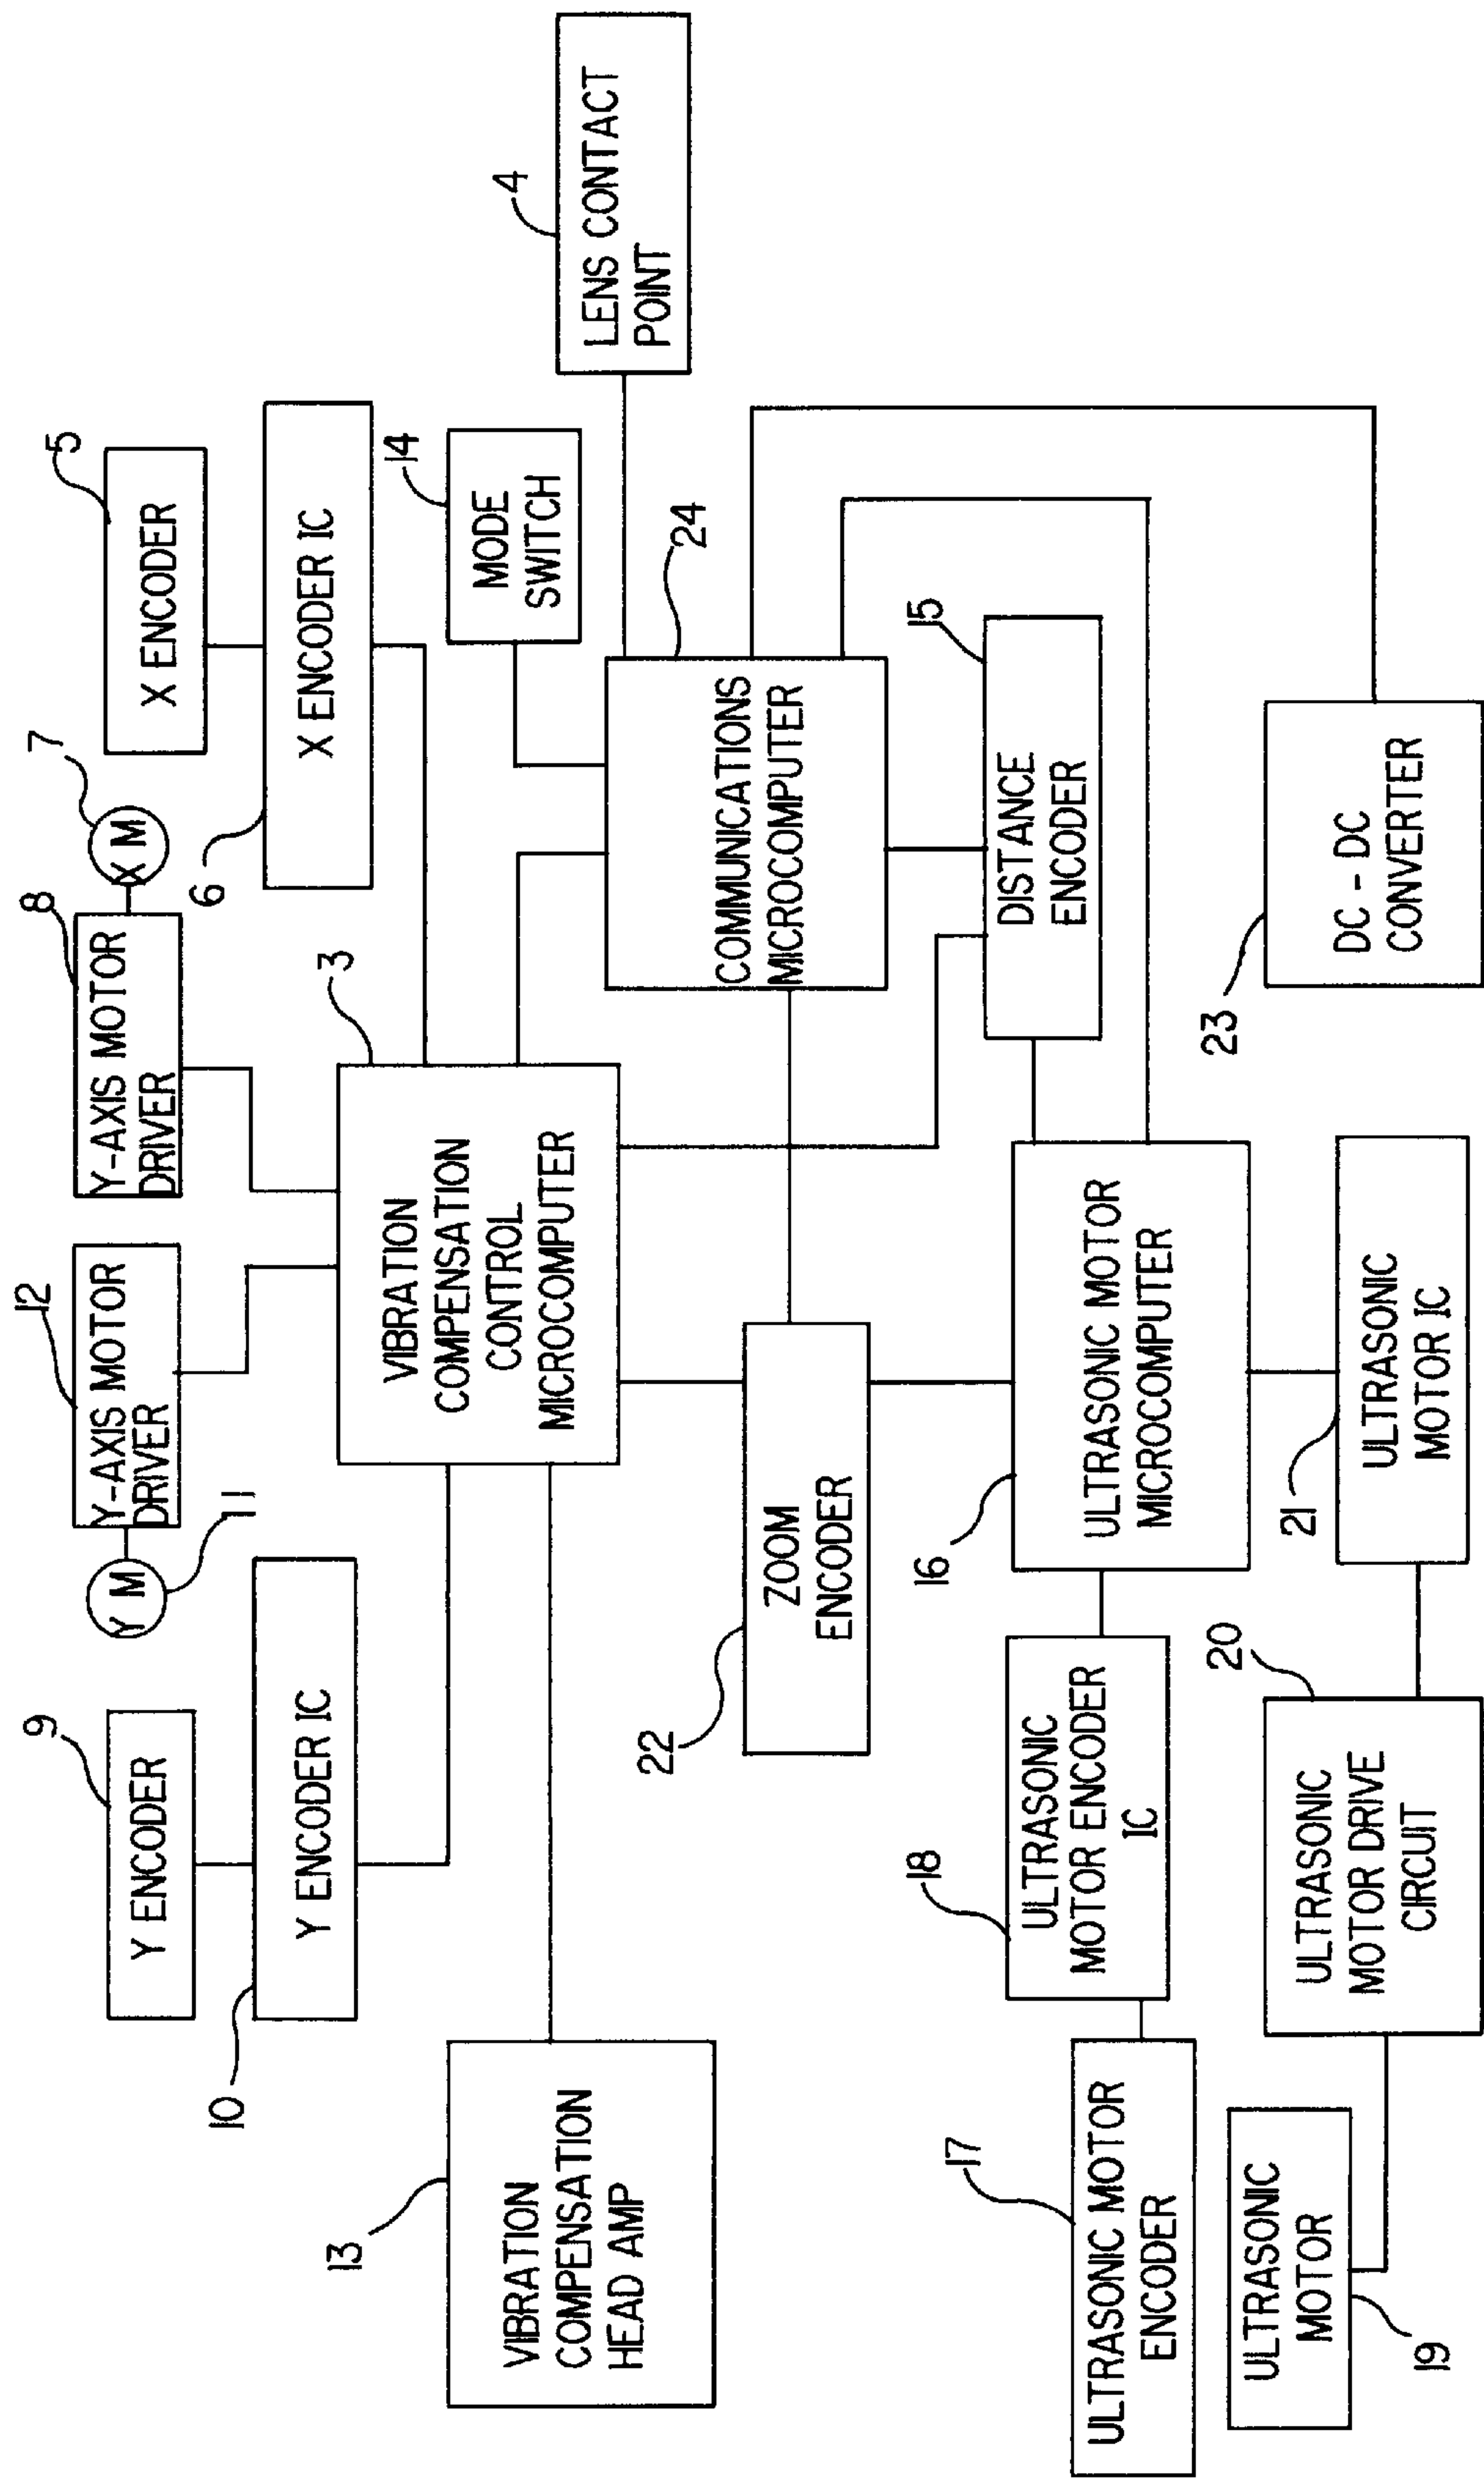 9
Y ENCODER
10
Y ENCODER IC
11
Y M
12
Y-AXIS MOTOR
DRIVER
8
Y-AXIS MOTOR
DRIVER
7
X M
5
X ENCODER
6
X ENCODER IC
13
VIBRATION
COMPENSATION
HEAD AMP
3
VIBRATION
COMPENSATION
CONTROL
MICROCOMPUTER
14
MODE
SWITCH
4
LENS CONTACT
POINT
24
COMMUNICATIONS
MICROCOMPUTER
22
ZOOM
ENCODER
15
DISTANCE
ENCODER
17
ULTRASONIC MOTOR
ENCODER
18
ULTRASONIC
MOTOR ENCODER
IC
16
ULTRASONIC MOTOR
MICROCOMPUTER
19
ULTRASONIC
MOTOR
20
ULTRASONIC
MOTOR DRIVE
CIRCUIT
21
ULTRASONIC
MOTOR IC
23
DC - DC
CONVERTER